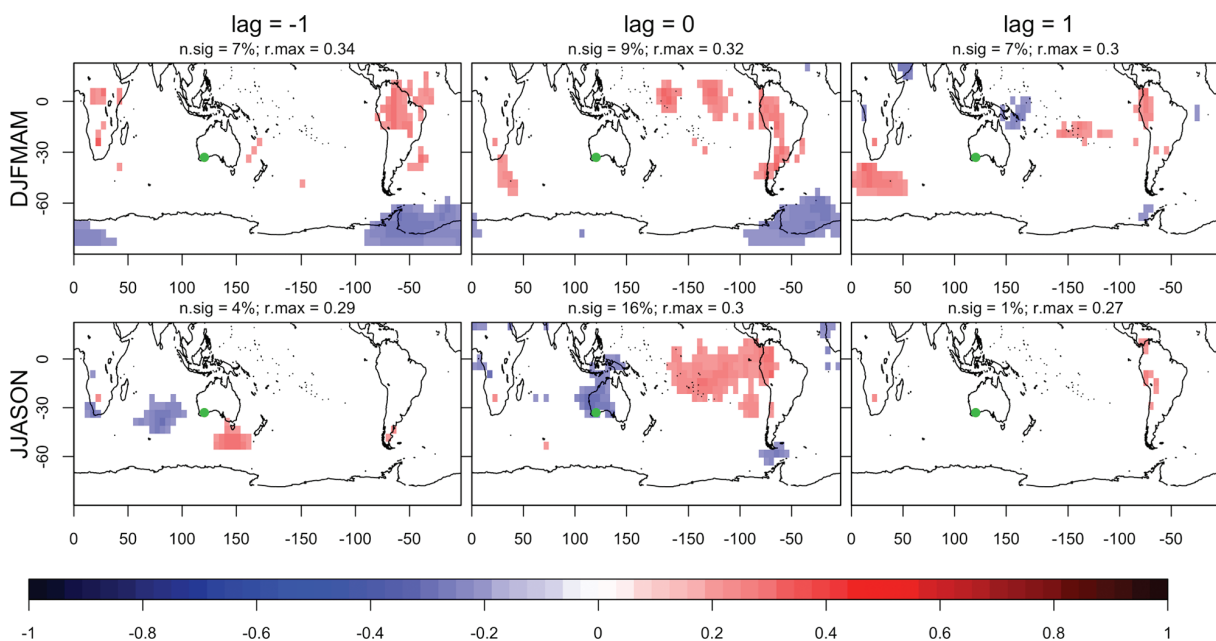 lag = -1 lag = 0 lag = 1
n.sig = 7%; r.max = 0.34 n.sig = 9%; r.max = 0.32 n.sig = 7%; r.max = 0.3
DJFMAM
0
-30
-60
0 50 100 150 -150 -100 -50 0 50 100 150 -150 -100 -50 0 50 100 150 -150 -100 -50
n.sig = 4%; r.max = 0.29 n.sig = 16%; r.max = 0.3 n.sig = 1%; r.max = 0.27
JJASON
0
-30
-60
0 50 100 150 -150 -100 -50 0 50 100 150 -150 -100 -50 0 50 100 150 -150 -100 -50
-1 -0.8 -0.6 -0.4 -0.2 0 0.2 0.4 0.6 0.8 1